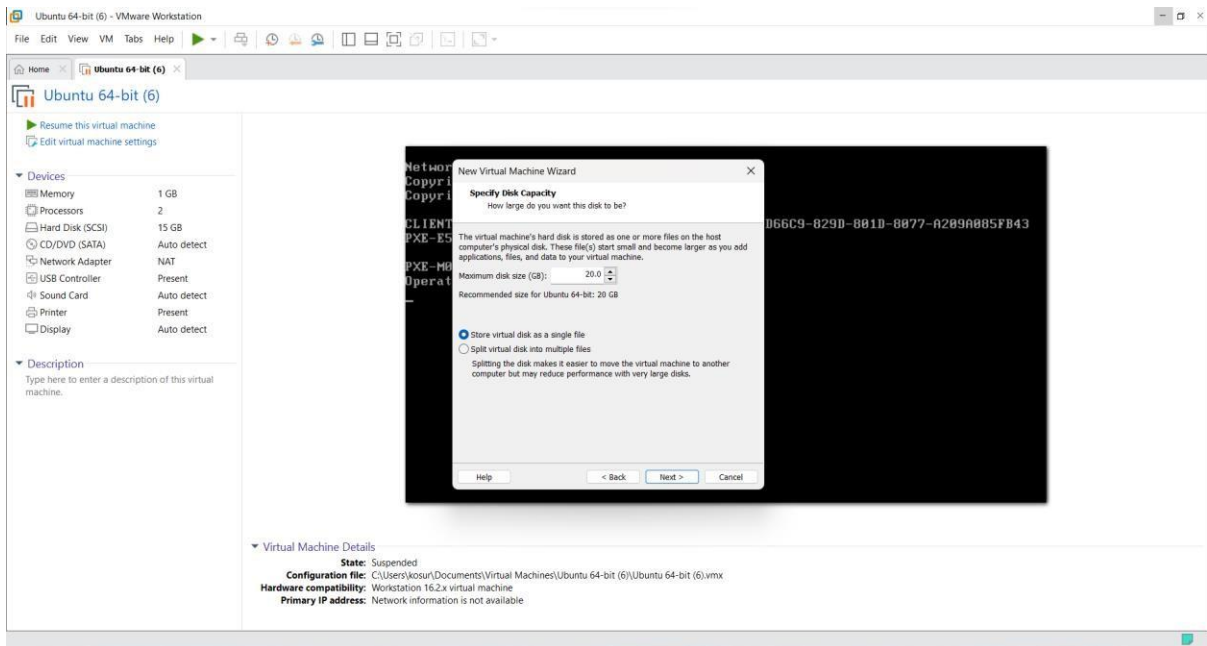 Ubuntu 64-bit (6) - VMware Workstation
File Edit View VM Tabs Help
Home
Ubuntu 64-bit (6)
Ubuntu 64-bit (6)
Resume this virtual machine
Edit virtual machine settings
Devices
Memory 1 GB
Processors 2
Hard Disk (SCSI) 15 GB
CD/DVD (SATA) Auto detect
Network Adapter NAT
USB Controller Present
Sound Card Auto detect
Printer Present
Display Auto detect
Description
Type here to enter a description of this virtual
machine.
Networ
Copyri
Copyri
CLIENT
D66C9-829D-801D-8077-A209A085FB43
PXE-E5
PXE-M0
Operat
New Virtual Machine Wizard
Specify Disk Capacity
How large do you want this disk to be?
The virtual machine's hard disk is stored as one or more files on the host
computer's physical disk. These file(s) start small and become larger as you add
applications, files, and data to your virtual machine.
Maximum disk size (GB): 20.0
Recommended size for Ubuntu 64-bit: 20 GB
Store virtual disk as a single file
Split virtual disk into multiple files
Splitting the disk makes it easier to move the virtual machine to another
computer but may reduce performance with very large disks.
Help < Back Next > Cancel
Virtual Machine Details
State: Suspended
Configuration file: C:\Users\kosur\Documents\Virtual Machines\Ubuntu 64-bit (6)\Ubuntu 64-bit (6).vmx
Hardware compatibility: Workstation 16.2.x virtual machine
Primary IP address: Network information is not available